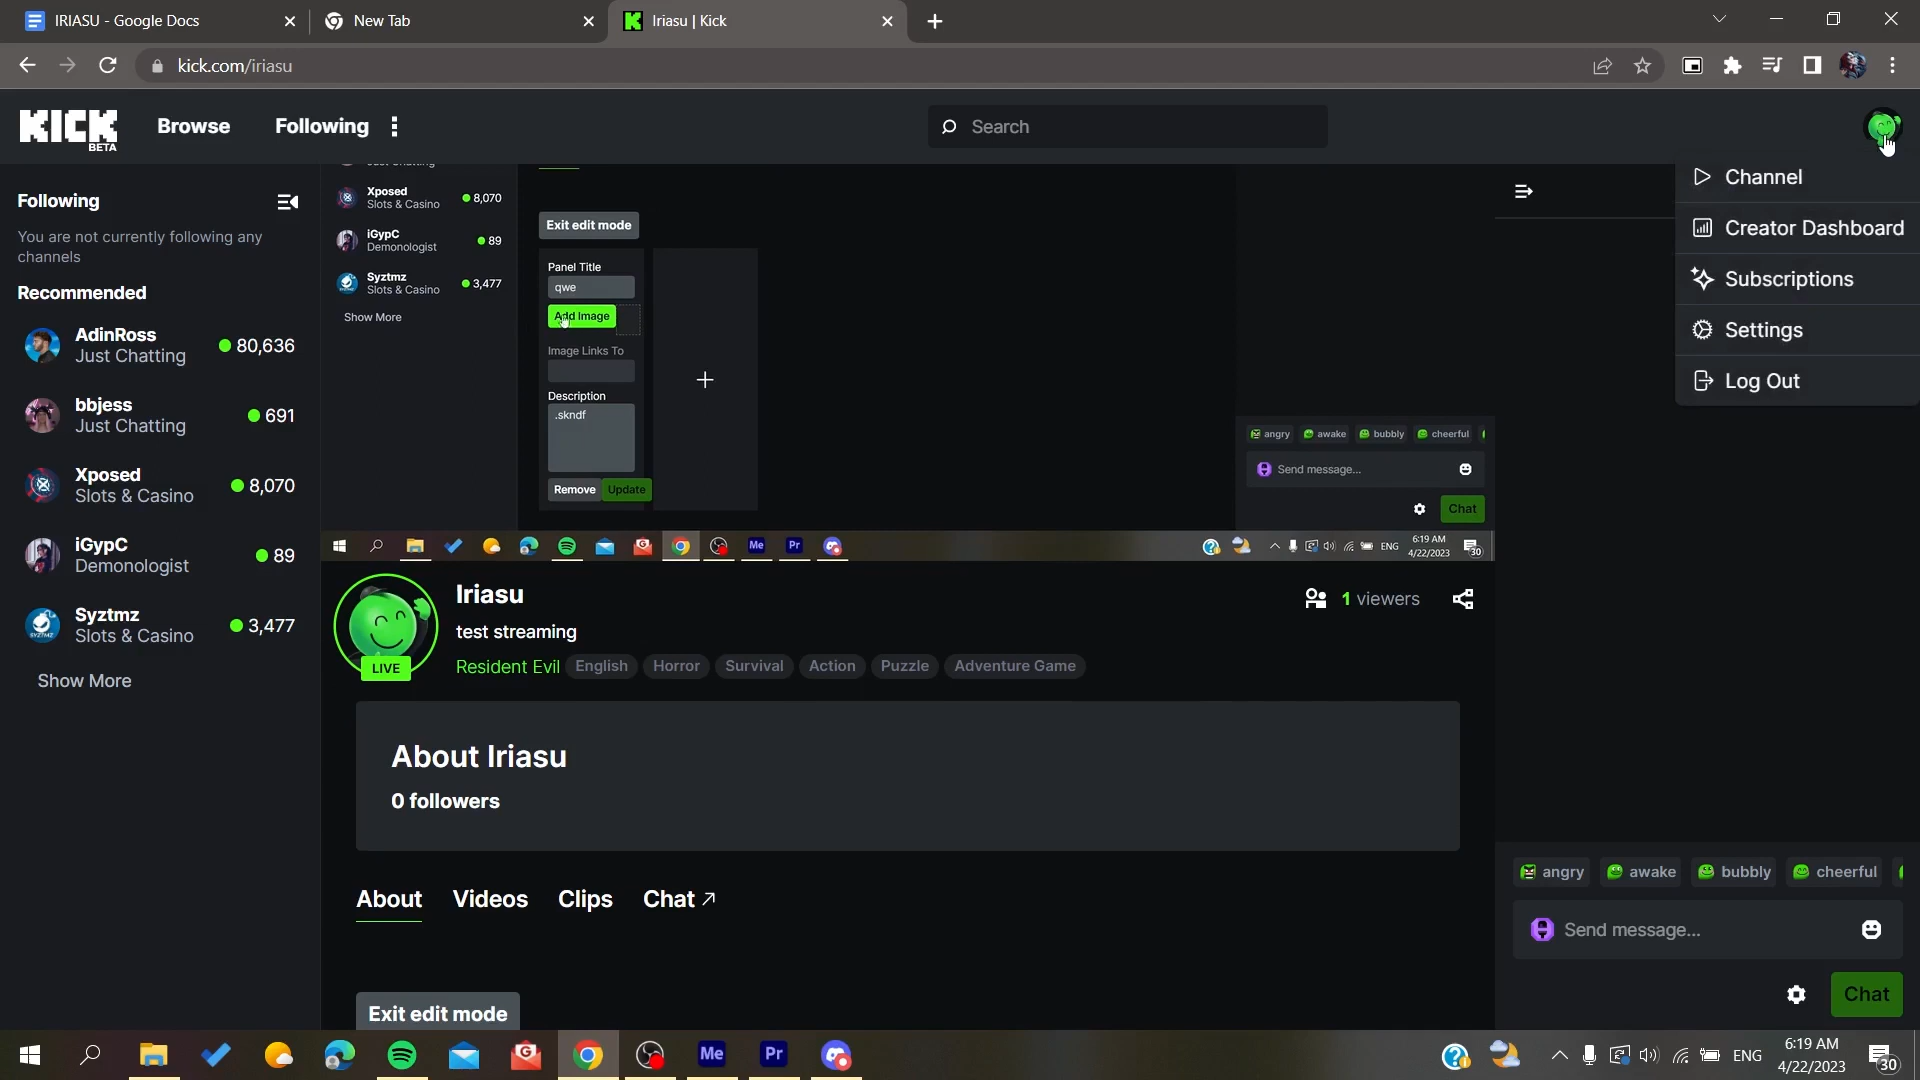 IRIASU - Google Docs
New Tab
Iriasu | Kick
kick.com/iriasu
KICK
BETA
Browse
Following
Search
Following
You are not currently following any
channels
Recommended
AdinRoss
Just Chatting
80,636
bbjess
Just Chatting
691
Xposed
Slots & Casino
8,070
iGypC
Demonologist
89
Syztmz
Slots & Casino
3,477
Show More
Xposed
Slots & Casino
8,070
iGypC
Demonologist
89
Syztmz
Slots & Casino
3,477
Show More
Exit edit mode
Panel Title
qwe
Add Image
Image Links To
Description
.skndf
Remove
Update
angry
awake
bubbly
cheerful
Send message...
Chat
Me
Pr
ENG
6:19 AM
4/22/2023
30
Channel
Creator Dashboard
Subscriptions
Settings
Log Out
LIVE
Iriasu
test streaming
Resident Evil
English
Horror
Survival
Action
Puzzle
Adventure Game
1 viewers
About Iriasu
0 followers
About
Videos
Clips
Chat
Exit edit mode
angry
awake
bubbly
cheerful
Send message...
Chat
Me
Pr
ENG
6:19 AM
4/22/2023
30